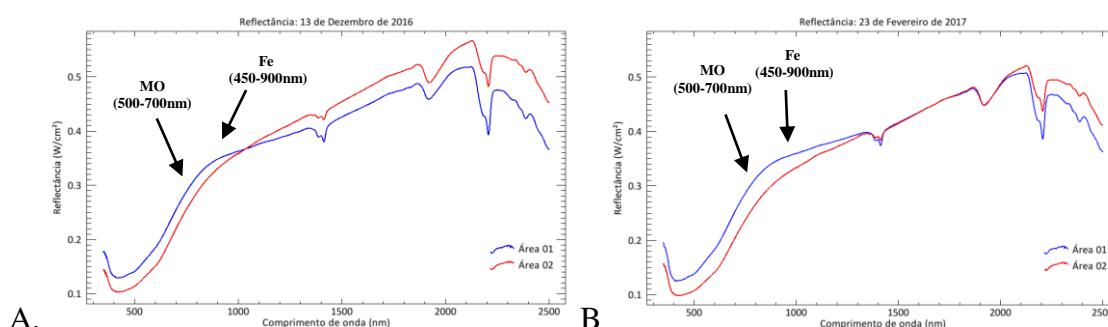 Reflectância: 13 de Dezembro de 2016
MO
(500-700nm)
Fe
(450-900nm)
Reflectância (W/cm²)
0.5
0.4
0.3
0.2
0.1
Área 01
Área 02
500
1000
1500
2000
2500
Comprimento de onda (nm)
A.
Reflectância: 23 de Fevereiro de 2017
MO
(500-700nm)
Fe
(450-900nm)
Reflectância (W/cm²)
0.5
0.4
0.3
0.2
0.1
Área 01
Área 02
500
1000
1500
2000
2500
Comprimento de onda (nm)
B